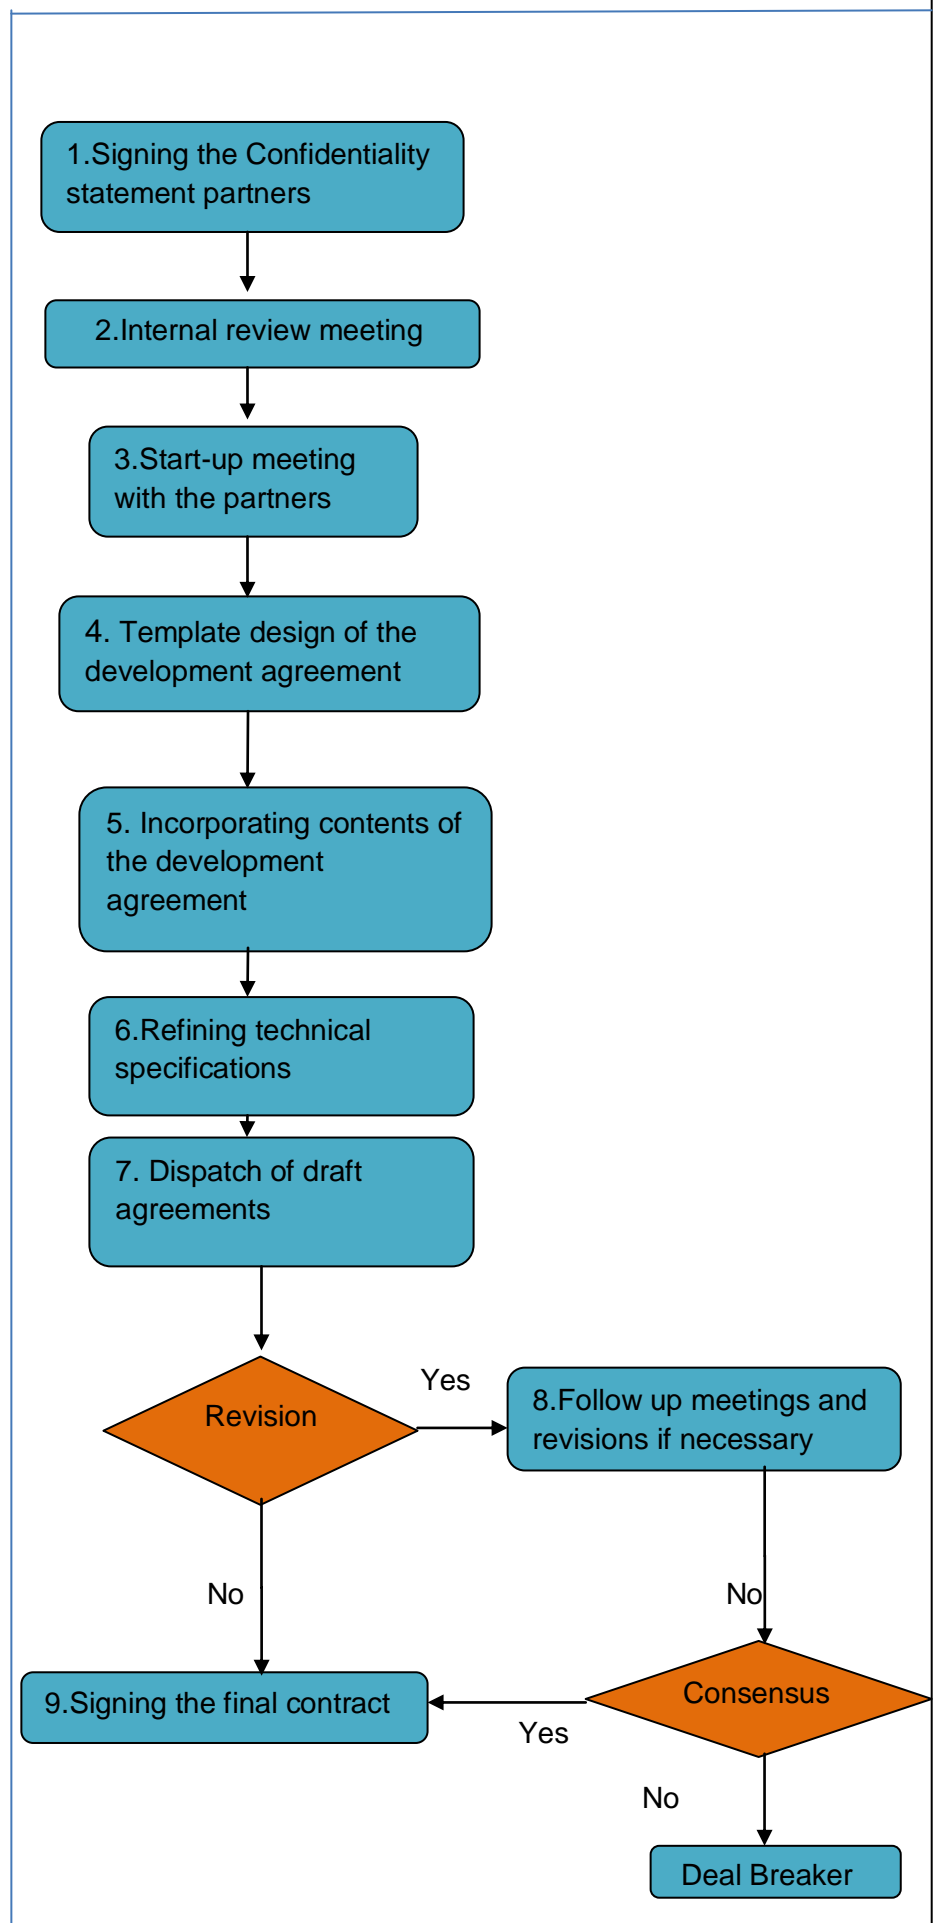 1.Signing the Confidentiality
statement partners
2.Internal review meeting
3.Start-up meeting
with the partners
4. Template design of the
development agreement
5. Incorporating contents of
the development
agreement
6.Refining technical
specifications
7. Dispatch of draft
agreements
Revision
Yes
8.Follow up meetings and
revisions if necessary
No
No
9.Signing the final contract
Consensus
Yes
No
Deal Breaker